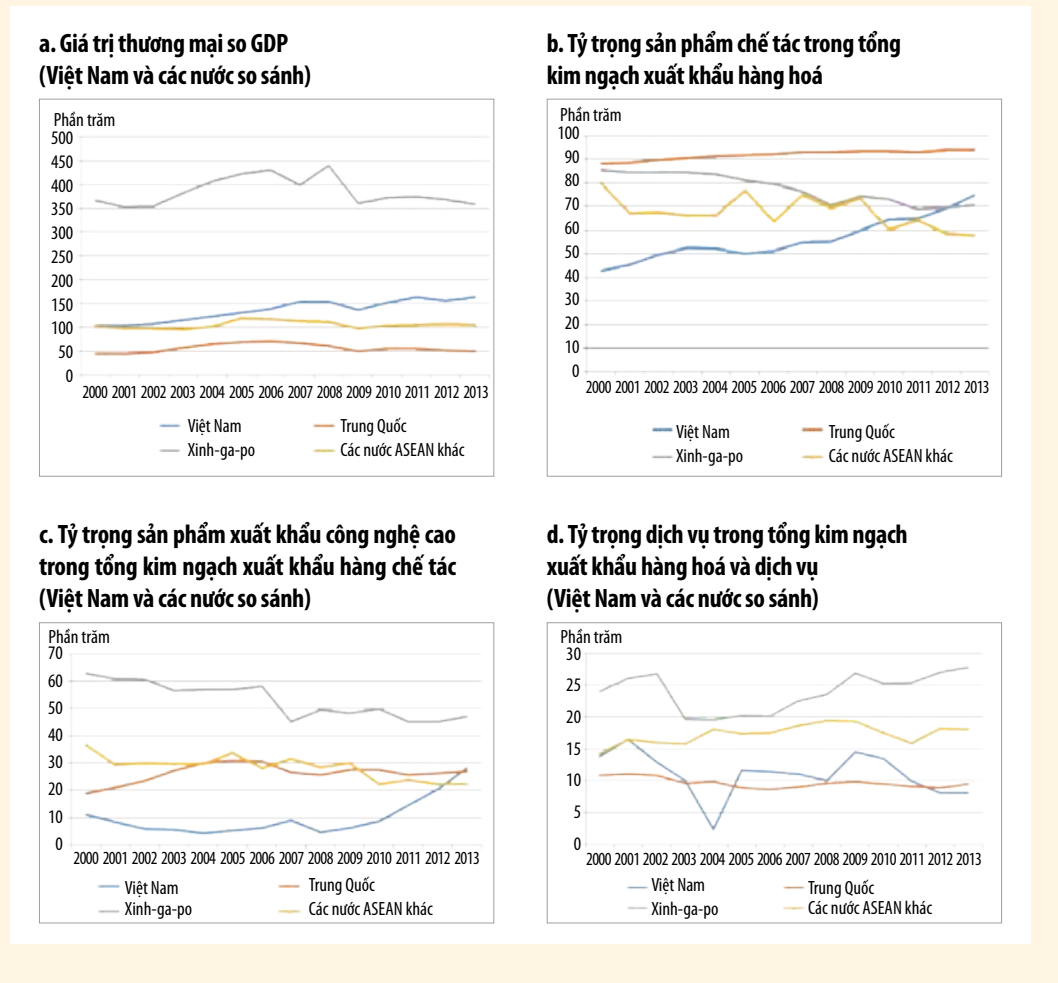 a. Giá trị thương mại so GDP
(Việt Nam và các nước so sánh)
Phần trăm
500
450
400
350
300
250
200
150
100
50
0
2000 2001 2002 2003 2004 2005 2006 2007 2008 2009 2010 2011 2012 2013
Việt Nam
Trung Quốc
Xinh-ga-po
Các nước ASEAN khác
b. Tỷ trọng sản phẩm chế tác trong tổng
kim ngạch xuất khẩu hàng hoá
Phần trăm
100
90
80
70
60
50
40
30
20
10
0
2000 2001 2002 2003 2004 2005 2006 2007 2008 2009 2010 2011 2012 2013
Việt Nam
Trung Quốc
Xinh-ga-po
Các nước ASEAN khác
c. Tỷ trọng sản phẩm xuất khẩu công nghệ cao
trong tổng kim ngạch xuất khẩu hàng chế tác
(Việt Nam và các nước so sánh)
Phần trăm
70
60
50
40
30
20
10
0
2000 2001 2002 2003 2004 2005 2006 2007 2008 2009 2010 2011 2012 2013
Việt Nam
Trung Quốc
Xinh-ga-po
Các nước ASEAN khác
d. Tỷ trọng dịch vụ trong tổng kim ngạch
xuất khẩu hàng hoá và dịch vụ
(Việt Nam và các nước so sánh)
Phần trăm
30
25
20
15
10
5
0
2000 2001 2002 2003 2004 2005 2006 2007 2008 2009 2010 2011 2012 2013
Việt Nam
Trung Quốc
Xinh-ga-po
Các nước ASEAN khác